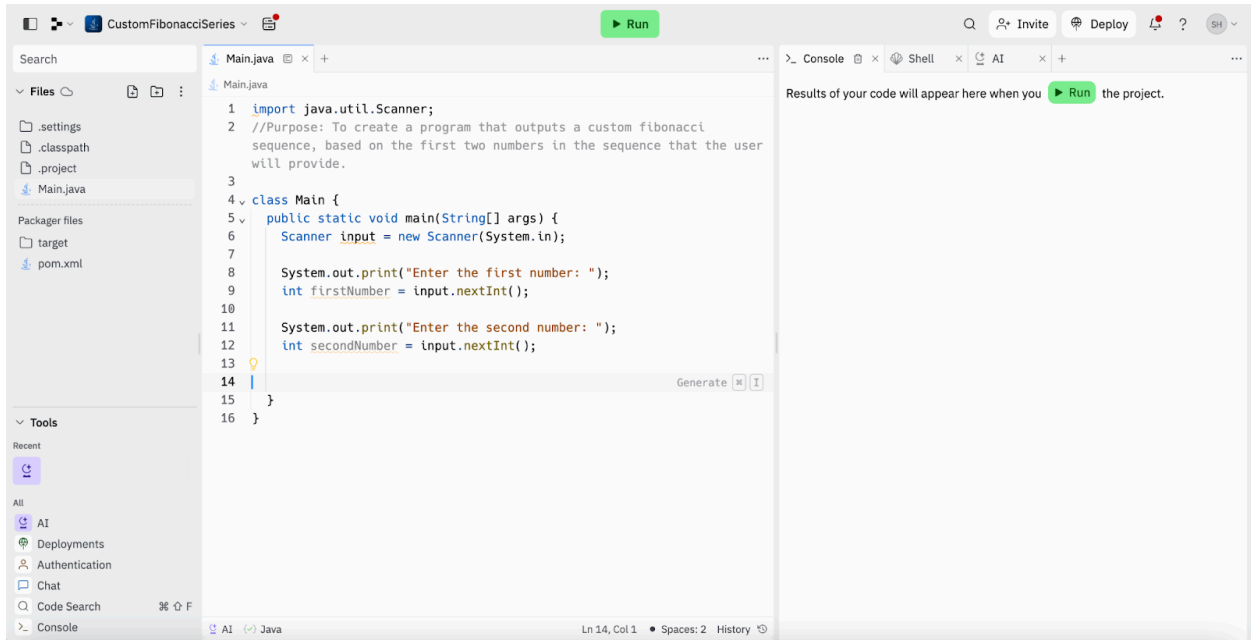 CustomFibonacciSeries
Run
Invite
Deploy
?
SH
Search
Files
.settings
.classpath
.project
Main.java
Packager files
target
pom.xml
Tools
Recent
All
AI
Deployments
Authentication
Chat
Code Search ⌘ ⇧ F
Console
Main.java × +
Main.java
1 import java.util.Scanner;
2 //Purpose: To create a program that outputs a custom fibonacci
sequence, based on the first two numbers in the sequence that the user
will provide.
3
4 class Main {
5 public static void main(String[] args) {
6 Scanner input = new Scanner(System.in);
7
8 System.out.print("Enter the first number: ");
9 int firstNumber = input.nextInt();
10
11 System.out.print("Enter the second number: ");
12 int secondNumber = input.nextInt();
13
14 Generate ⌘ I
15 }
16 }
AI Java Ln 14, Col 1 • Spaces: 2 History
Console × Shell × AI × +
Results of your code will appear here when you Run the project.